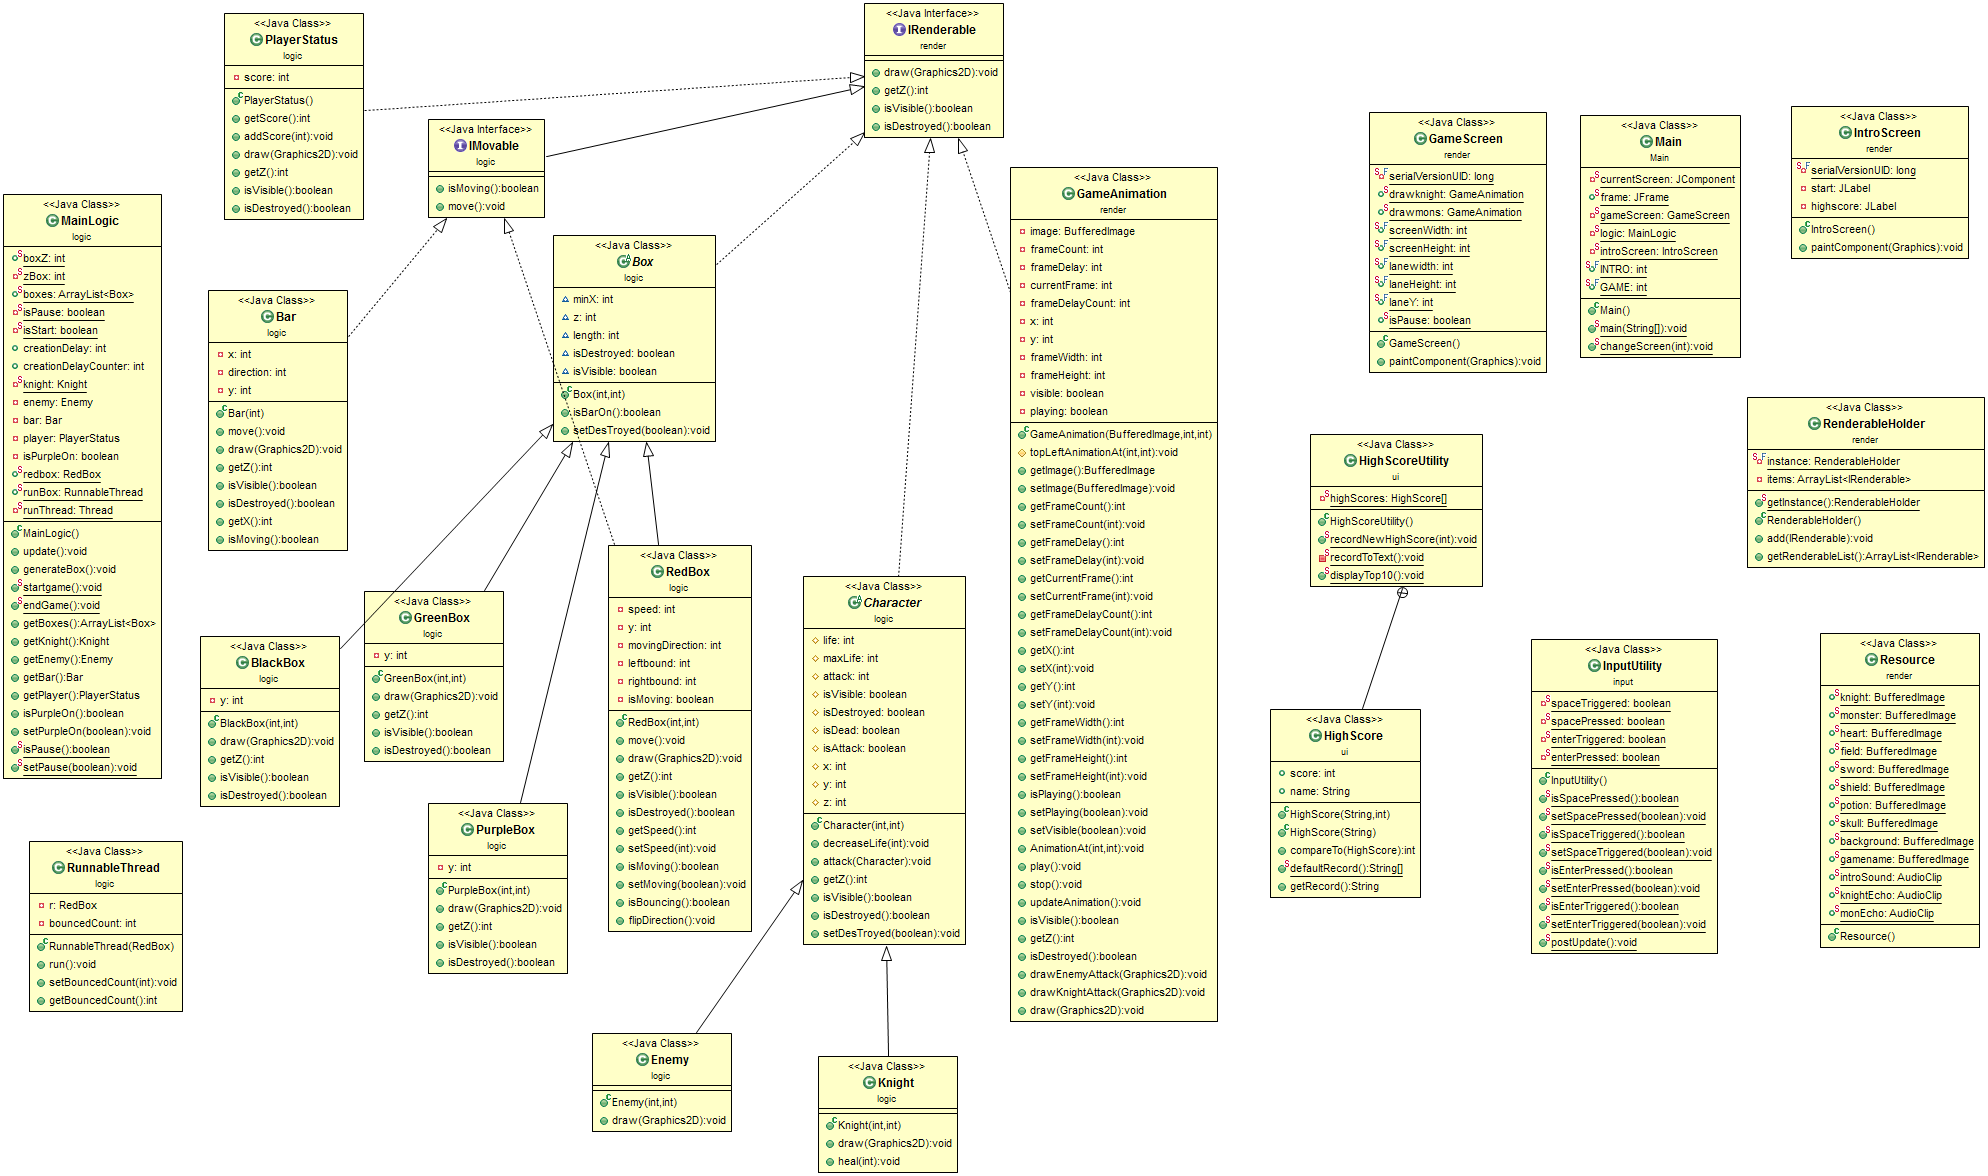 <<Java Class>>
PlayerStatus
logic
score: int
PlayerStatus()
getScore():int
addScore(int):void
draw(Graphics2D):void
getZ():int
isVisible():boolean
isDestroyed():boolean
<<Java Interface>>
IRenderable
render
draw(Graphics2D):void
getZ():int
isVisible():boolean
isDestroyed():boolean
<<Java Interface>>
IMovable
logic
isMoving():boolean
move():void
<<Java Class>>
MainLogic
logic
boxZ: int
zBox: int
boxes: ArrayList<Box>
isPause: boolean
isStart: boolean
creationDelay: int
creationDelayCounter: int
knight: Knight
enemy: Enemy
bar: Bar
player: PlayerStatus
isPurpleOn: boolean
redbox: RedBox
runBox: RunnableThread
runThread: Thread
MainLogic()
update():void
generateBox():void
startgame():void
endGame():void
getBoxes():ArrayList<Box>
getKnight():Knight
getEnemy():Enemy
getBar():Bar
getPlayer():PlayerStatus
isPurpleOn():boolean
setPurpleOn(boolean):void
isPause():boolean
setPause(boolean):void
<<Java Class>>
Bar
logic
x: int
direction: int
y: int
Bar(int)
move():void
draw(Graphics2D):void
getZ():int
isVisible():boolean
isDestroyed():boolean
getX():int
isMoving():boolean
<<Java Class>>
Box
logic
minX: int
z: int
length: int
isDestroyed: boolean
isVisible: boolean
Box(int,int)
isBarOn():boolean
setDesTroyed(boolean):void
<<Java Class>>
GameAnimation
render
image: BufferedImage
frameCount: int
frameDelay: int
currentFrame: int
frameDelayCount: int
x: int
y: int
frameWidth: int
frameHeight: int
visible: boolean
playing: boolean
GameAnimation(BufferedImage,int,int)
topLeftAnimationAt(int,int):void
getImage():BufferedImage
setImage(BufferedImage):void
getFrameCount():int
setFrameCount(int):void
getFrameDelay():int
setFrameDelay(int):void
getCurrentFrame():int
setCurrentFrame(int):void
getFrameDelayCount():int
setFrameDelayCount(int):void
getX():int
setX(int):void
getY():int
setY(int):void
getFrameWidth():int
setFrameWidth(int):void
getFrameHeight():int
setFrameHeight(int):void
isPlaying():boolean
setPlaying(boolean):void
setVisible(boolean):void
AnimationAt(int,int):void
play():void
stop():void
updateAnimation():void
isVisible():boolean
getZ():int
isDestroyed():boolean
drawEnemyAttack(Graphics2D):void
drawKnightAttack(Graphics2D):void
draw(Graphics2D):void
<<Java Class>>
GameScreen
render
serialVersionUID: long
drawknight: GameAnimation
drawmons: GameAnimation
screenWidth: int
screenHeight: int
lanewidth: int
laneHeight: int
laneY: int
isPause: boolean
GameScreen()
paintComponent(Graphics):void
<<Java Class>>
Main
Main
currentScreen: JComponent
frame: JFrame
gameScreen: GameScreen
logic: MainLogic
introScreen: IntroScreen
INTRO: int
GAME: int
Main()
main(String[]):void
changeScreen(int):void
<<Java Class>>
IntroScreen
render
serialVersionUID: long
start: JLabel
highscore: JLabel
IntroScreen()
paintComponent(Graphics):void
<<Java Class>>
RenderableHolder
render
instance: RenderableHolder
items: ArrayList<IRenderable>
getInstance():RenderableHolder
RenderableHolder()
add(IRenderable):void
getRenderableList():ArrayList<IRenderable>
<<Java Class>>
HighScoreUtility
ui
highScores: HighScore[]
HighScoreUtility()
recordNewHighScore(int):void
recordToText():void
displayTop10():void
<<Java Class>>
BlackBox
logic
y: int
BlackBox(int,int)
draw(Graphics2D):void
getZ():int
isVisible():boolean
isDestroyed():boolean
<<Java Class>>
GreenBox
logic
y: int
GreenBox(int,int)
draw(Graphics2D):void
getZ():int
isVisible():boolean
isDestroyed():boolean
<<Java Class>>
RedBox
logic
speed: int
y: int
movingDirection: int
leftbound: int
rightbound: int
isMoving: boolean
RedBox(int,int)
move():void
draw(Graphics2D):void
getZ():int
isVisible():boolean
isDestroyed():boolean
getSpeed():int
setSpeed(int):void
isMoving():boolean
setMoving(boolean):void
isBouncing():boolean
flipDirection():void
<<Java Class>>
Character
logic
life: int
maxLife: int
attack: int
isVisible: boolean
isDestroyed: boolean
isDead: boolean
isAttack: boolean
x: int
y: int
z: int
Character(int,int)
decreaseLife(int):void
attack(Character):void
getZ():int
isVisible():boolean
isDestroyed():boolean
setDesTroyed(boolean):void
<<Java Class>>
PurpleBox
logic
y: int
PurpleBox(int,int)
draw(Graphics2D):void
getZ():int
isVisible():boolean
isDestroyed():boolean
<<Java Class>>
RunnableThread
logic
r: RedBox
bouncedCount: int
RunnableThread(RedBox)
run():void
setBouncedCount(int):void
getBouncedCount():int
<<Java Class>>
HighScore
ui
score: int
name: String
HighScore(String,int)
HighScore(String)
compareTo(HighScore):int
defaultRecord():String[]
getRecord():String
<<Java Class>>
InputUtility
input
spaceTriggered: boolean
spacePressed: boolean
enterTriggered: boolean
enterPressed: boolean
InputUtility()
isSpacePressed():boolean
setSpacePressed(boolean):void
isSpaceTriggered():boolean
setSpaceTriggered(boolean):void
isEnterPressed():boolean
setEnterPressed(boolean):void
isEnterTriggered():boolean
setEnterTriggered(boolean):void
postUpdate():void
<<Java Class>>
Resource
render
knight: BufferedImage
monster: BufferedImage
heart: BufferedImage
field: BufferedImage
sword: BufferedImage
shield: BufferedImage
potion: BufferedImage
skull: BufferedImage
background: BufferedImage
gamename: BufferedImage
introSound: AudioClip
knightEcho: AudioClip
monEcho: AudioClip
Resource()
<<Java Class>>
Enemy
logic
Enemy(int,int)
draw(Graphics2D):void
<<Java Class>>
Knight
logic
Knight(int,int)
draw(Graphics2D):void
heal(int):void